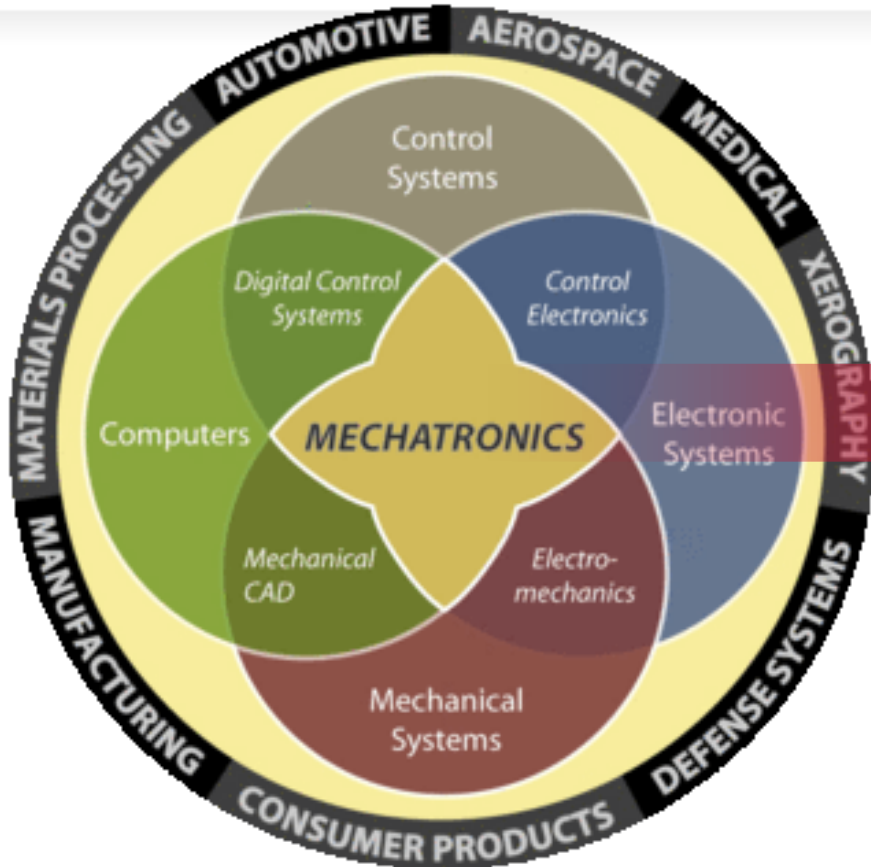 AUTOMOTIVE
AEROSPACE
MEDICAL
XEROGRAPHY
DEFENSE SYSTEMS
CONSUMER PRODUCTS
MANUFACTURING
MATERIALS PROCESSING
Control
Systems
Digital Control
Systems
Control
Electronics
Computers
MECHATRONICS
Electronic
Systems
Mechanical
CAD
Electro-
mechanics
Mechanical
Systems